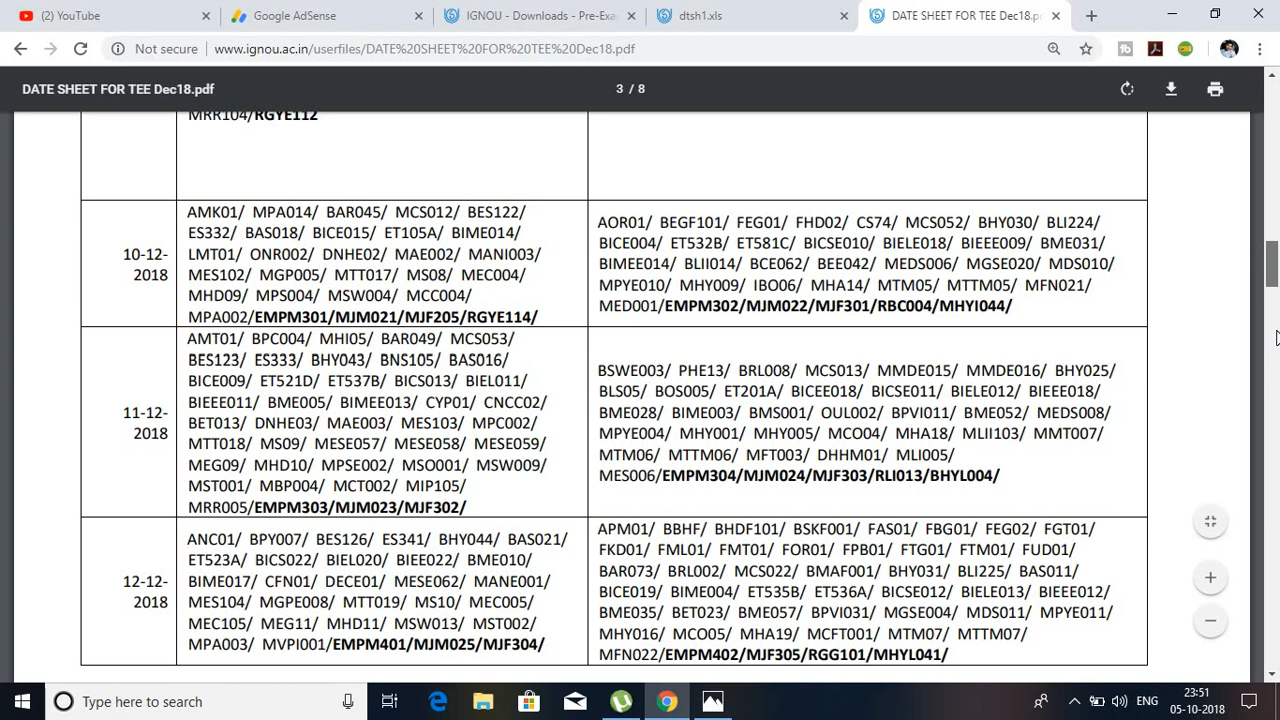 (2) YouTube
Google AdSense
IGNOU - Downloads - Pre-Exa
dtsh1.xls
DATE SHEET FOR TEE Dec18.p
Not secure
www.ignou.ac.in/userfiles/DATE%20SHEET%20FOR%20TEE%20Dec18.pdf
DATE SHEET FOR TEE Dec18.pdf
3 / 8
MRR104/RGYE112
10-12-
2018
AMK01/ MPA014/ BAR045/ MCS012/ BES122/
ES332/ BAS018/ BICE015/ ET105A/ BIME014/
LMT01/ ONR002/ DNHE02/ MAE002/ MANI003/
MES102/ MGP005/ MTT017/ MS08/ MEC004/
MHD09/ MPS004/ MSW004/ MCC004/
MPA002/EMPM301/MJM021/MJF205/RGYE114/
AOR01/ BEGF101/ FEG01/ FHD02/ CS74/ MCS052/ BHY030/ BLI224/
BICE004/ ET532B/ ET581C/ BICSE010/ BIELE018/ BIEEE009/ BME031/
BIMEE014/ BLII014/ BCE062/ BEE042/ MEDS006/ MGSE020/ MDS010/
MPYE010/ MHY009/ IBO06/ MHA14/ MTM05/ MTTM05/ MFN021/
MED001/EMPM302/MJM022/MJF301/RBC004/MHYI044/
11-12-
2018
AMT01/ BPC004/ MHI05/ BAR049/ MCS053/
BES123/ ES333/ BHY043/ BNS105/ BAS016/
BICE009/ ET521D/ ET537B/ BICS013/ BIEL011/
BIEEE011/ BME005/ BIMEE013/ CYP01/ CNCC02/
BET013/ DNHE03/ MAE003/ MES103/ MPC002/
MTT018/ MS09/ MESE057/ MESE058/ MESE059/
MEG09/ MHD10/ MPSE002/ MSO001/ MSW009/
MST001/ MBP004/ MCT002/ MIP105/
MRR005/EMPM303/MJM023/MJF302/
BSWE003/ PHE13/ BRL008/ MCS013/ MMDE015/ MMDE016/ BHY025/
BLS05/ BOS005/ ET201A/ BICEE018/ BICSE011/ BIELE012/ BIEEE018/
BME028/ BIME003/ BMS001/ OUL002/ BPVI011/ BME052/ MEDS008/
MPYE004/ MHY001/ MHY005/ MCO04/ MHA18/ MLII103/ MMT007/
MTM06/ MTTM06/ MFT003/ DHHM01/ MLI005/
MES006/EMPM304/MJM024/MJF303/RLI013/BHYL004/
12-12-
2018
ANC01/ BPY007/ BES126/ ES341/ BHY044/ BAS021/
ET523A/ BICS022/ BIEL020/ BIEE022/ BME010/
BIME017/ CFN01/ DECE01/ MESE062/ MANE001/
MES104/ MGPE008/ MTT019/ MS10/ MEC005/
MEC105/ MEG11/ MHD11/ MSW013/ MST002/
MPA003/ MVPI001/EMPM401/MJM025/MJF304/
APM01/ BBHF/ BHDF101/ BSKF001/ FAS01/ FBG01/ FEG02/ FGT01/
FKD01/ FML01/ FMT01/ FOR01/ FPB01/ FTG01/ FTM01/ FUD01/
BAR073/ BRL002/ MCS022/ BMAF001/ BHY031/ BLI225/ BAS011/
BICE019/ BIME004/ ET535B/ ET536A/ BICSE012/ BIELE013/ BIEEE012/
BME035/ BET023/ BME057/ BPVI031/ MGSE004/ MDS011/ MPYE011/
MHY016/ MCO05/ MHA19/ MCFT001/ MTM07/ MTTM07/
MFN022/EMPM402/MJF305/RGG101/MHYL041/
Type here to search
ENG
23:51
05-10-2018